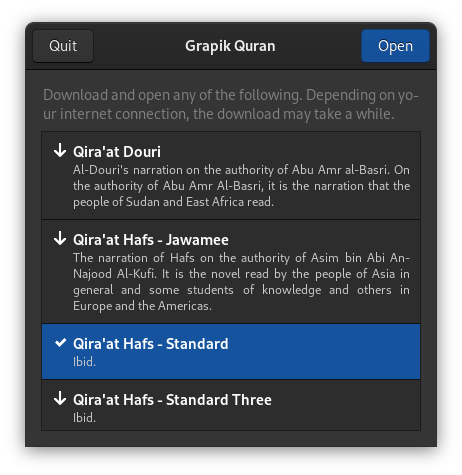 Quit
Grapik Quran
Open
Download and open any of the following. Depending on yo-
ur internet connection, the download may take a while.
Qira'at Douri
Al-Douri's narration on the authority of Abu Amr al-Basri. On
the authority of Abu Amr Al-Basri, it is the narration that the
people of Sudan and East Africa read.
Qira'at Hafs - Jawamee
The narration of Hafs on the authority of Asim bin Abi An-
Najood Al-Kufi. It is the novel read by the people of Asia in
general and some students of knowledge and others in
Europe and the Americas.
Qira'at Hafs - Standard
Ibid.
Qira'at Hafs - Standard Three
Ibid.